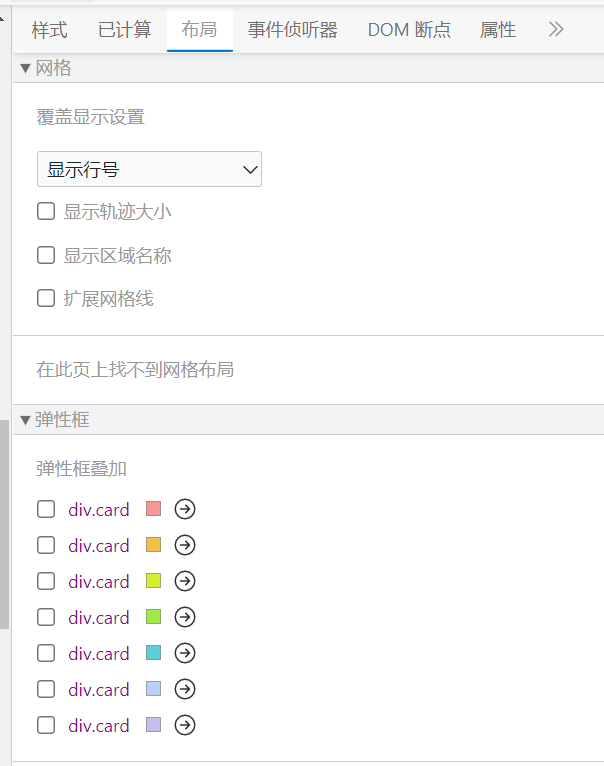 样式 已计算 布局 事件侦听器 DOM 断点 属性
网格
覆盖显示设置
显示行号
显示轨迹大小
显示区域名称
扩展网格线
在此页上找不到网格布局
弹性框
弹性框叠加
div.card
div.card
div.card
div.card
div.card
div.card
div.card